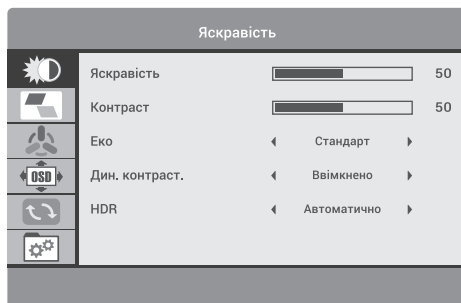 Яскравість
Яскравість 50
Контраст 50
Еко Стандарт
Дин. контраст. Ввімкнено
HDR Автоматично
OSD